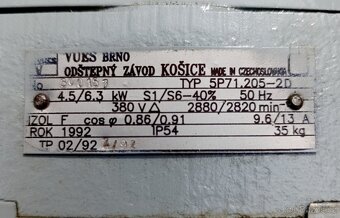 VUES BRNO
ODŠTEPNÝ ZÁVOD KOŠICE MADE IN CZECHOSLOVAKIA
No TYP 5P71.205-2D
4.5/6.3 kW S1/S6-40% 50 Hz
380 V △ 2880/2820 min⁻¹
IZOL F cos φ 0.86/0.91 9.6/13 A
ROK 1992 IP54 35 kg
TP 02/92